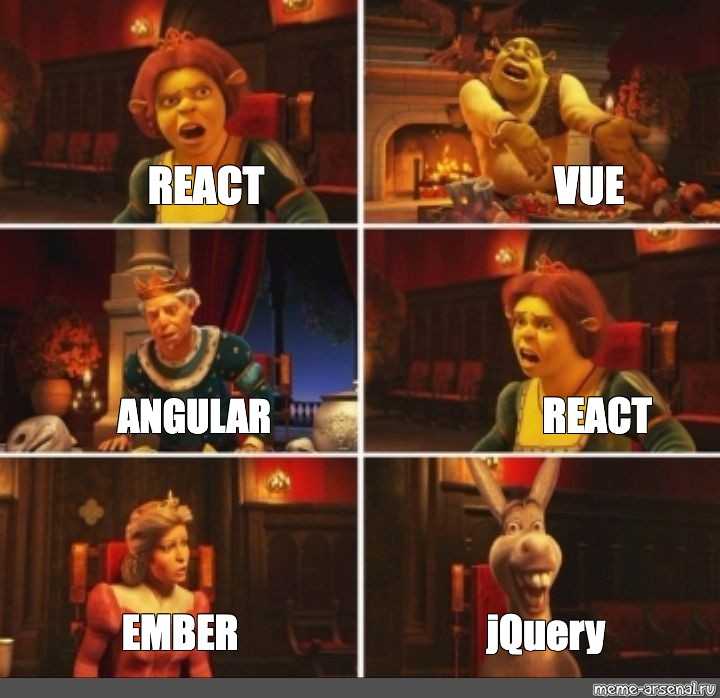 REACT
VUE
ANGULAR
REACT
EMBER
jQuery
meme-arsenal.ru